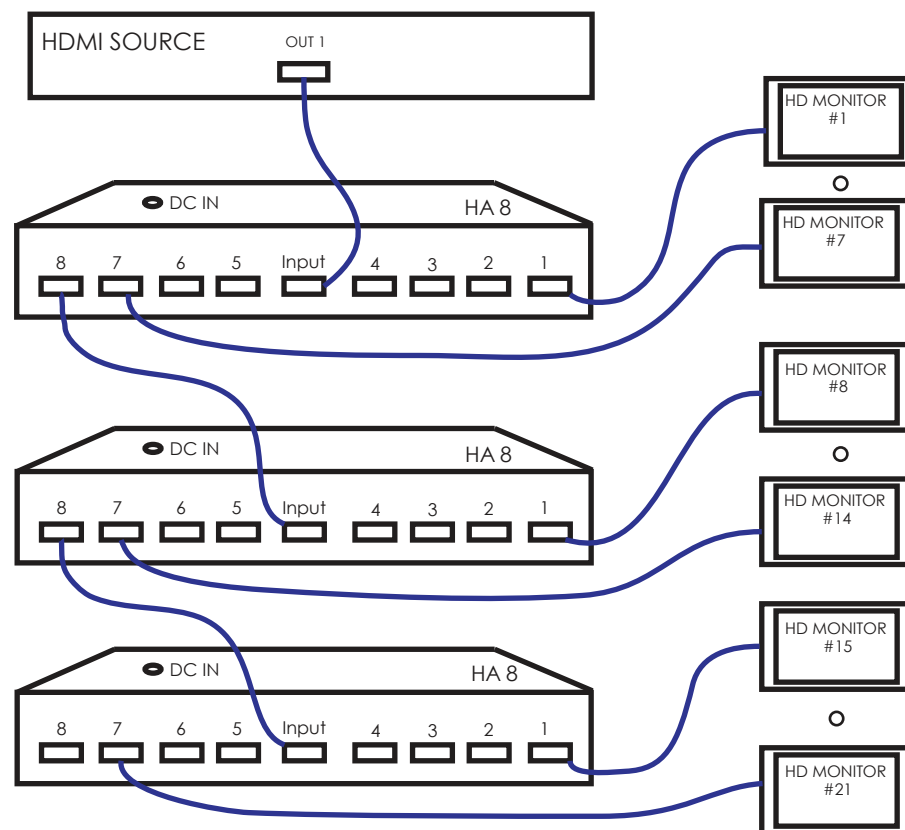 HDMI SOURCE
OUT 1
HD MONITOR
#1
DC IN
HA 8
HD MONITOR
#7
8 7 6 5 Input 4 3 2 1
HD MONITOR
#8
DC IN
HA 8
HD MONITOR
#14
8 7 6 5 Input 4 3 2 1
HD MONITOR
#15
DC IN
HA 8
8 7 6 5 Input 4 3 2 1
HD MONITOR
#21